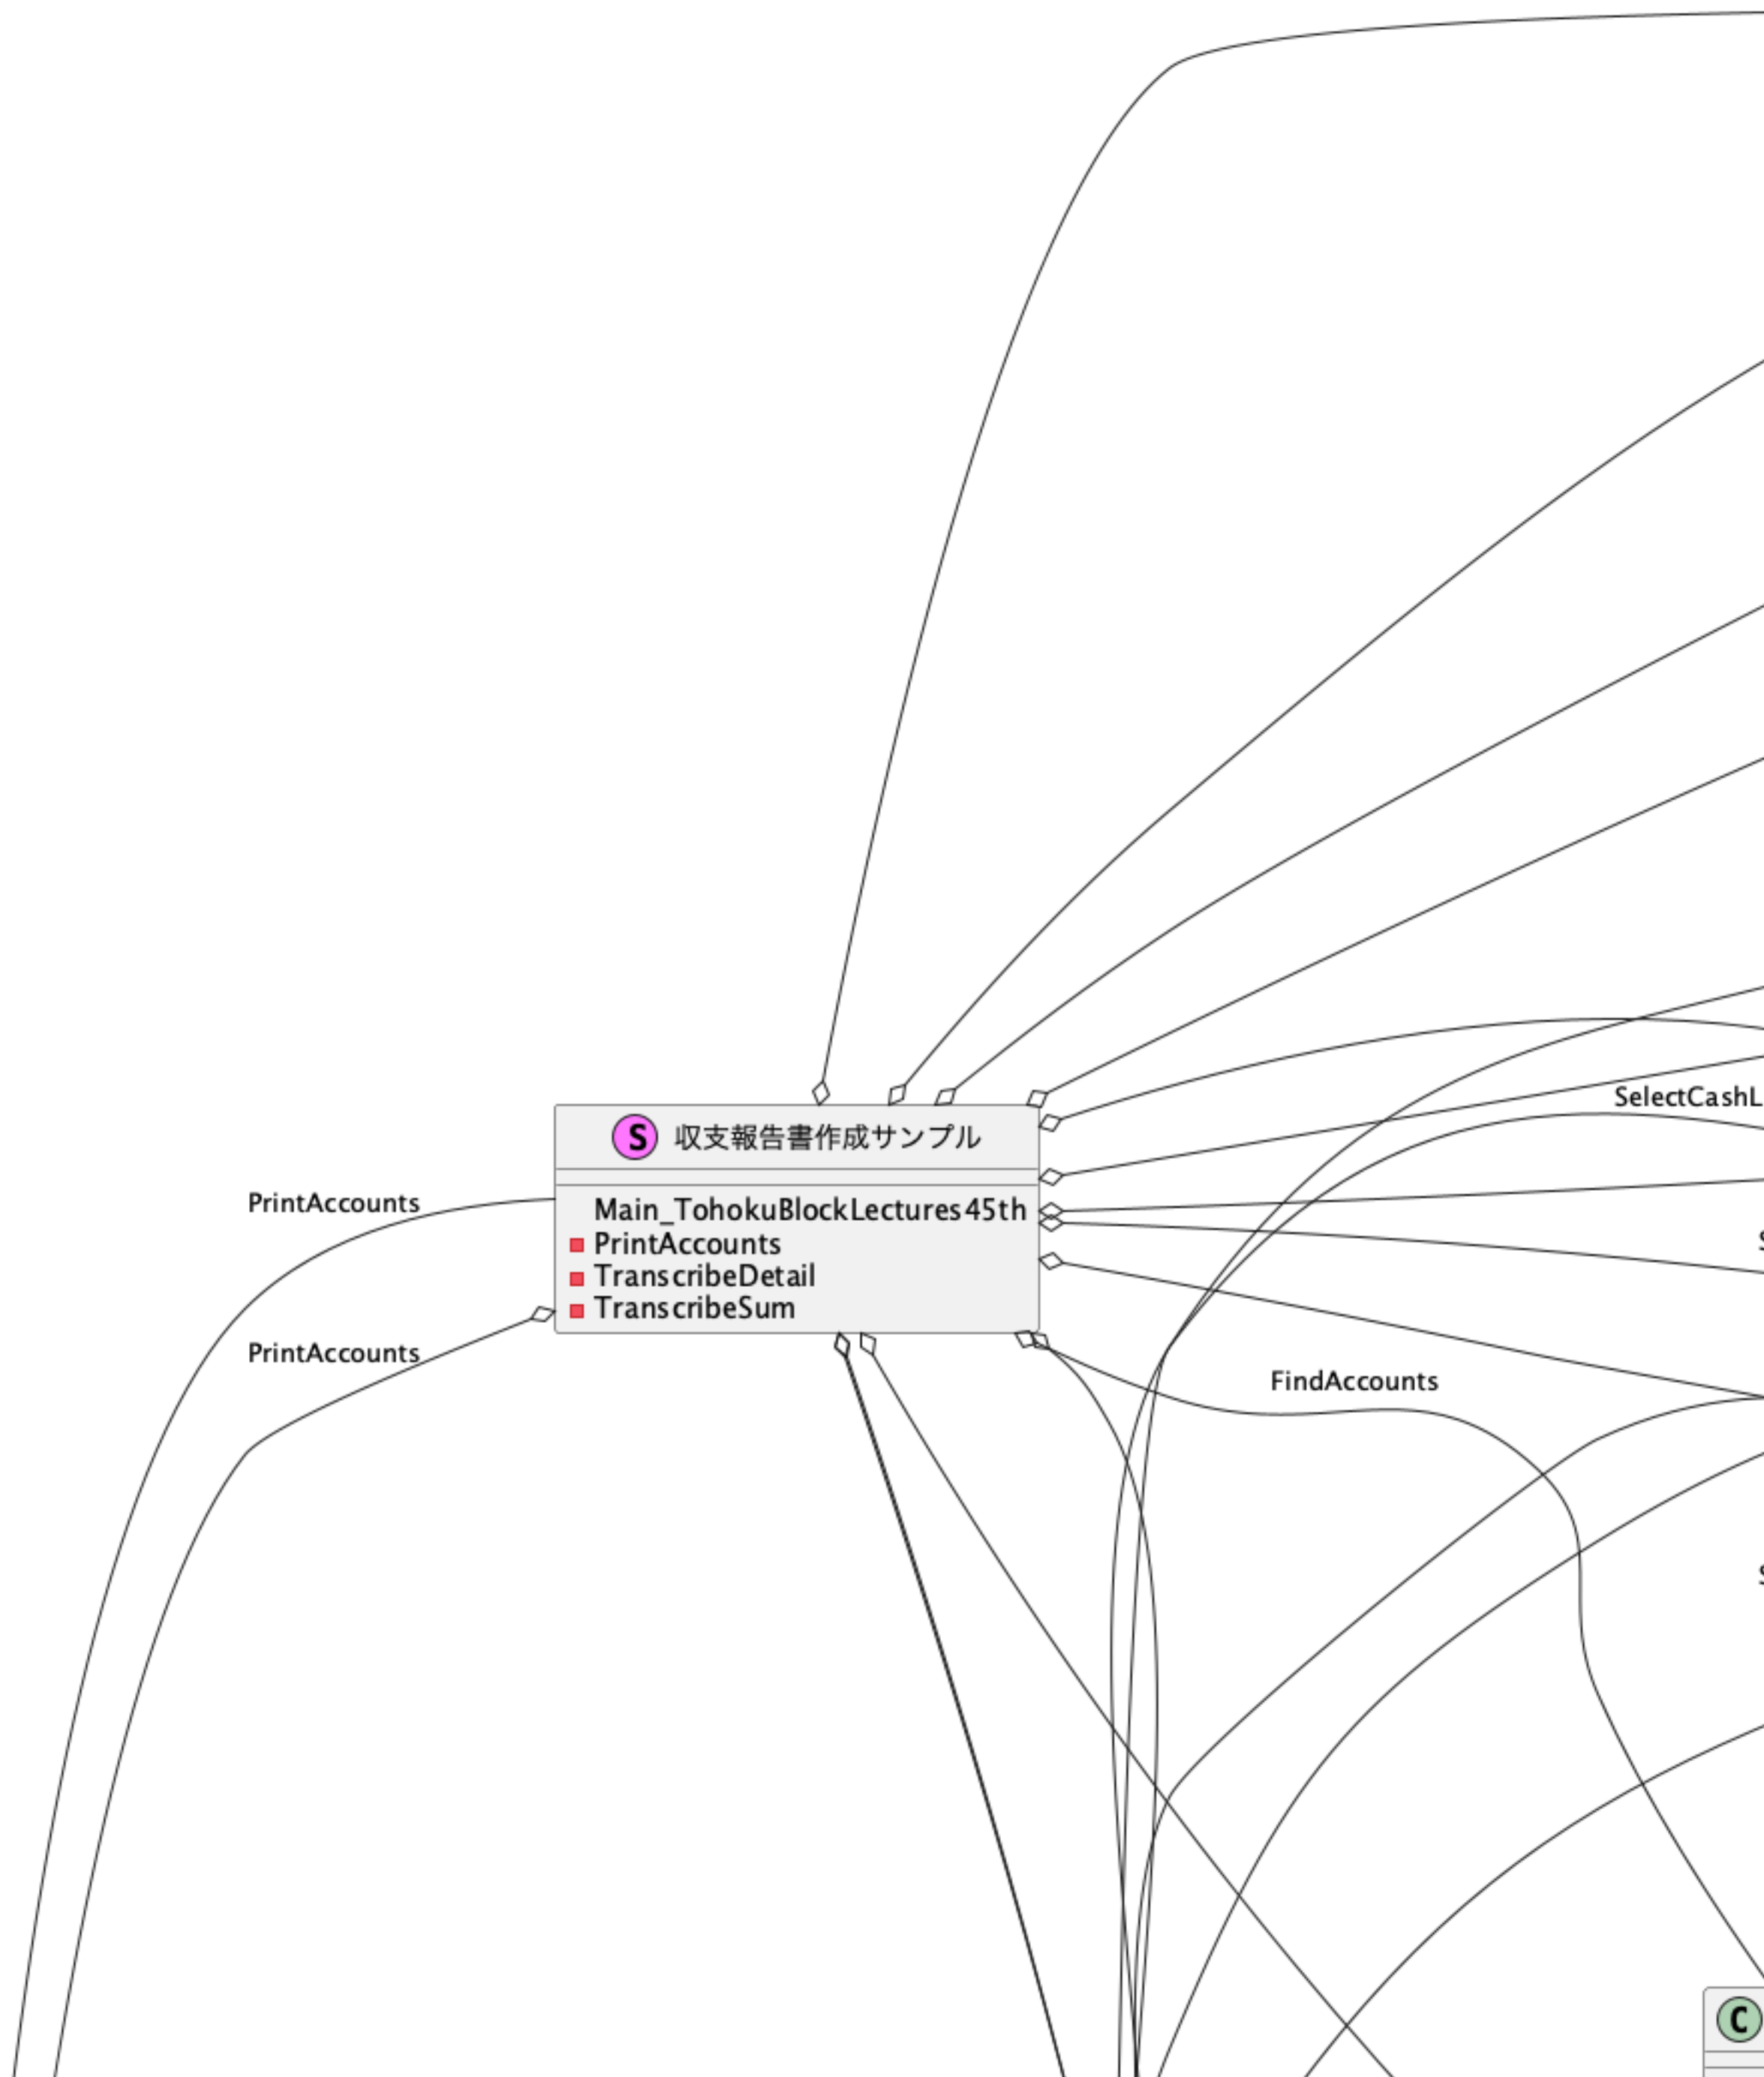 SelectCashL
S 収支報告書作成サンプル
PrintAccounts
Main_TohokuBlockLectures45th
PrintAccounts
TranscribeDetail
TranscribeSum
PrintAccounts
FindAccounts
C